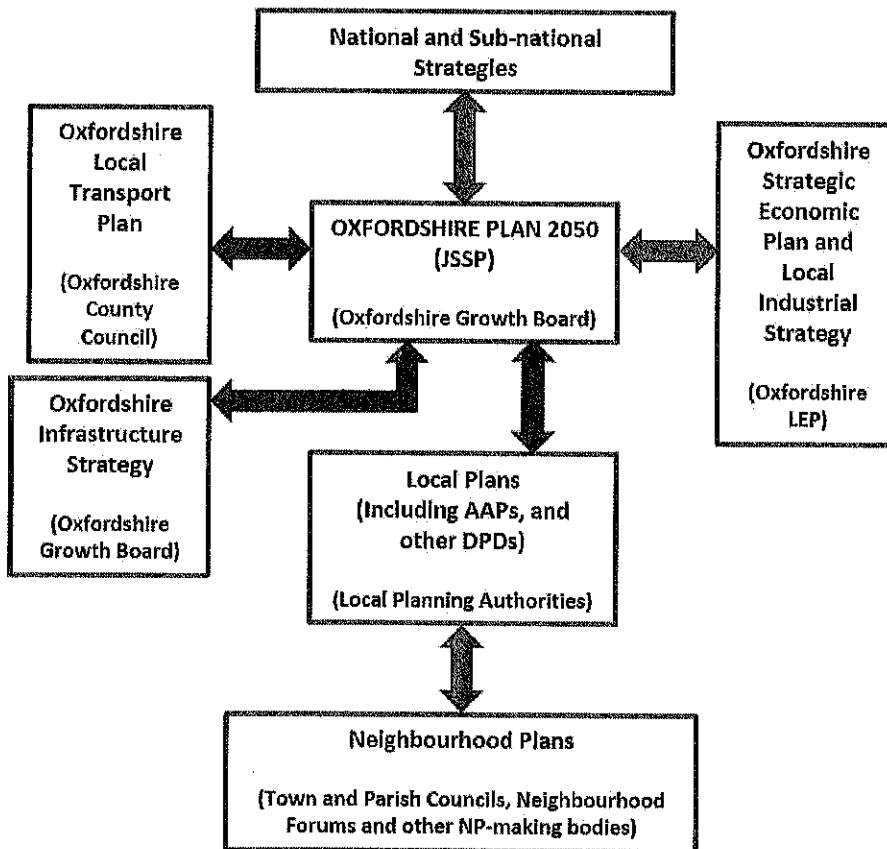 National and Sub-national
Strategies
Oxfordshire
Local
Transport
Plan
(Oxfordshire
County
Council)
OXFORDSHIRE PLAN 2050
(JSSP)
(Oxfordshire Growth Board)
Oxfordshire
Strategic
Economic
Plan and
Local
Industrial
Strategy
(Oxfordshire
LEP)
Oxfordshire
Infrastructure
Strategy
(Oxfordshire
Growth Board)
Local Plans
(Including AAPs, and
other DPDs)
(Local Planning Authorities)
Neighbourhood Plans
(Town and Parish Councils, Neighbourhood
Forums and other NP-making bodies)